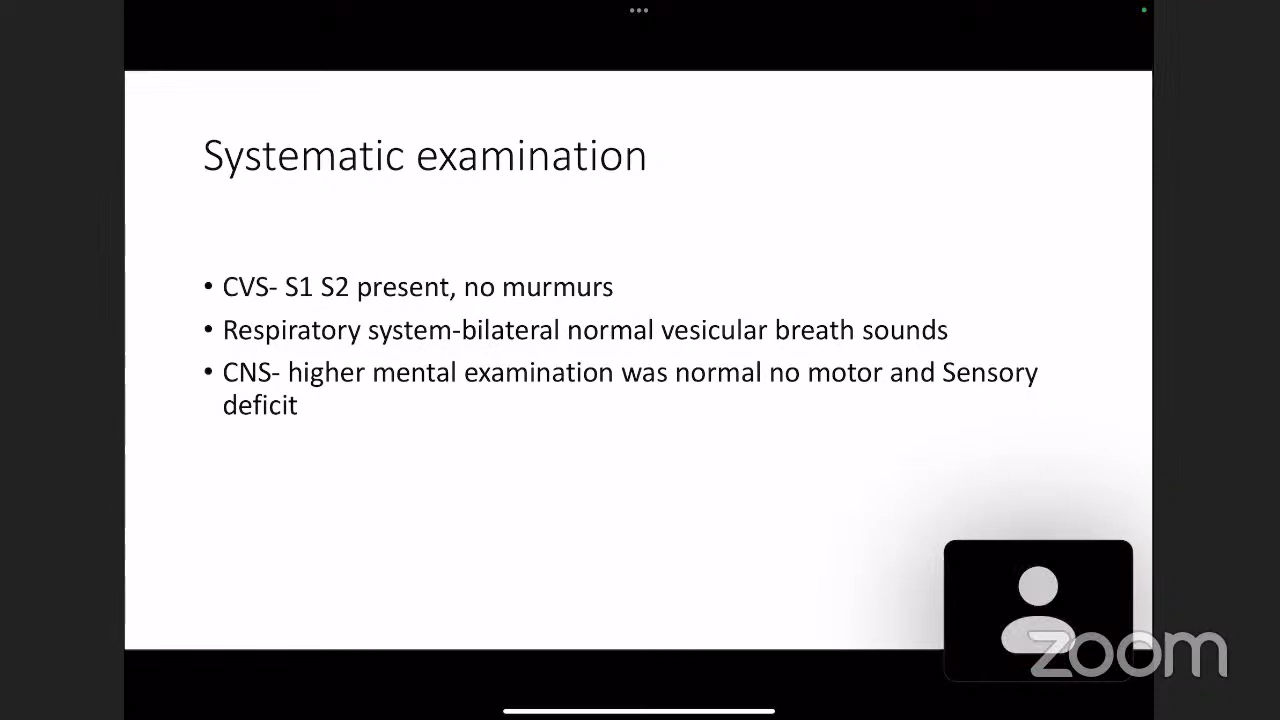 Systematic examination
• CVS- S1 S2 present, no murmurs
• Respiratory system-bilateral normal vesicular breath sounds
• CNS- higher mental examination was normal no motor and Sensory
deficit
zoom